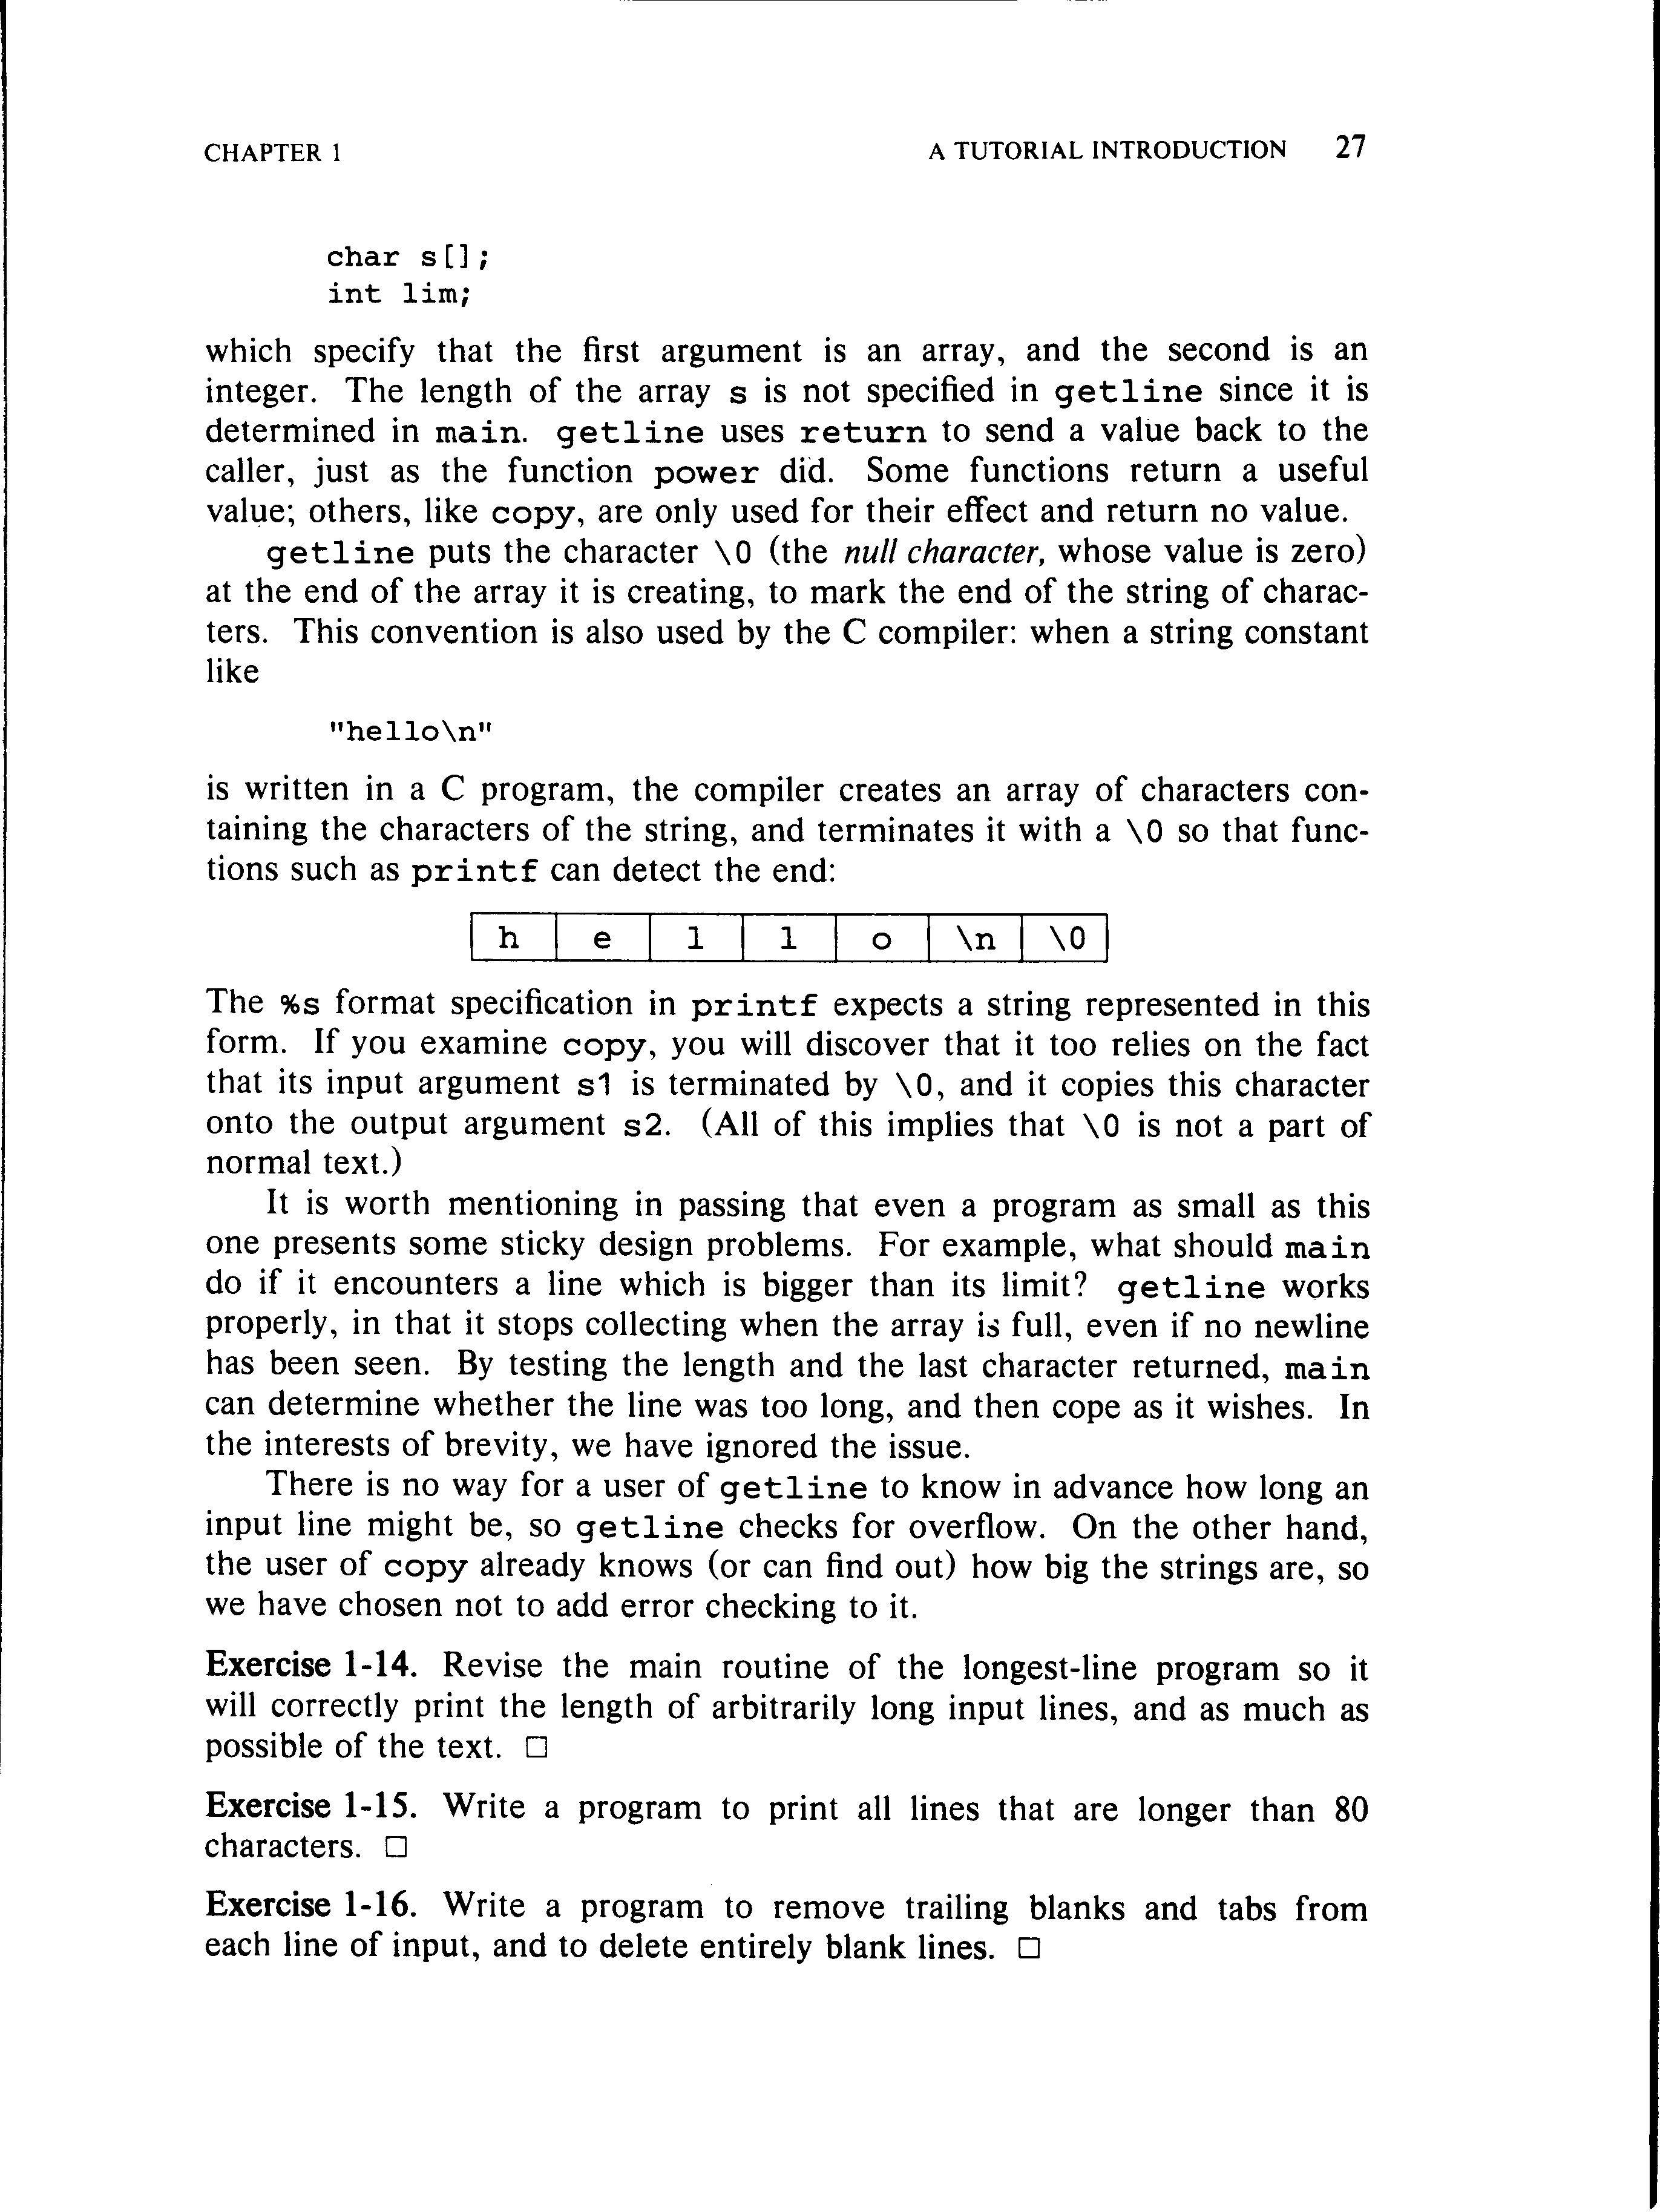 CHAPTER 1 A TUTORIAL INTRODUCTION 27
char s[];
int lim;
which specify that the first argument is an array, and the second is an
integer. The length of the array s is not specified in getline since it is
determined in main. getline uses return to send a value back to the
caller, just as the function power did. Some functions return a useful
value; others, like copy, are only used for their effect and return no value.
getline puts the character \0 (the null character, whose value is zero)
at the end of the array it is creating, to mark the end of the string of charac-
ters. This convention is also used by the C compiler: when a string constant
like
"hello\n"
is written in a C program, the compiler creates an array of characters con-
taining the characters of the string, and terminates it with a \0 so that func-
tions such as printf can detect the end:
h e l l o \n \0
The %s format specification in printf expects a string represented in this
form. If you examine copy, you will discover that it too relies on the fact
that its input argument s1 is terminated by \0, and it copies this character
onto the output argument s2. (All of this implies that \0 is not a part of
normal text.)
It is worth mentioning in passing that even a program as small as this
one presents some sticky design problems. For example, what should main
do if it encounters a line which is bigger than its limit? getline works
properly, in that it stops collecting when the array is full, even if no newline
has been seen. By testing the length and the last character returned, main
can determine whether the line was too long, and then cope as it wishes. In
the interests of brevity, we have ignored the issue.
There is no way for a user of getline to know in advance how long an
input line might be, so getline checks for overflow. On the other hand,
the user of copy already knows (or can find out) how big the strings are, so
we have chosen not to add error checking to it.
Exercise 1-14. Revise the main routine of the longest-line program so it
will correctly print the length of arbitrarily long input lines, and as much as
possible of the text. □
Exercise 1-15. Write a program to print all lines that are longer than 80
characters. □
Exercise 1-16. Write a program to remove trailing blanks and tabs from
each line of input, and to delete entirely blank lines. □